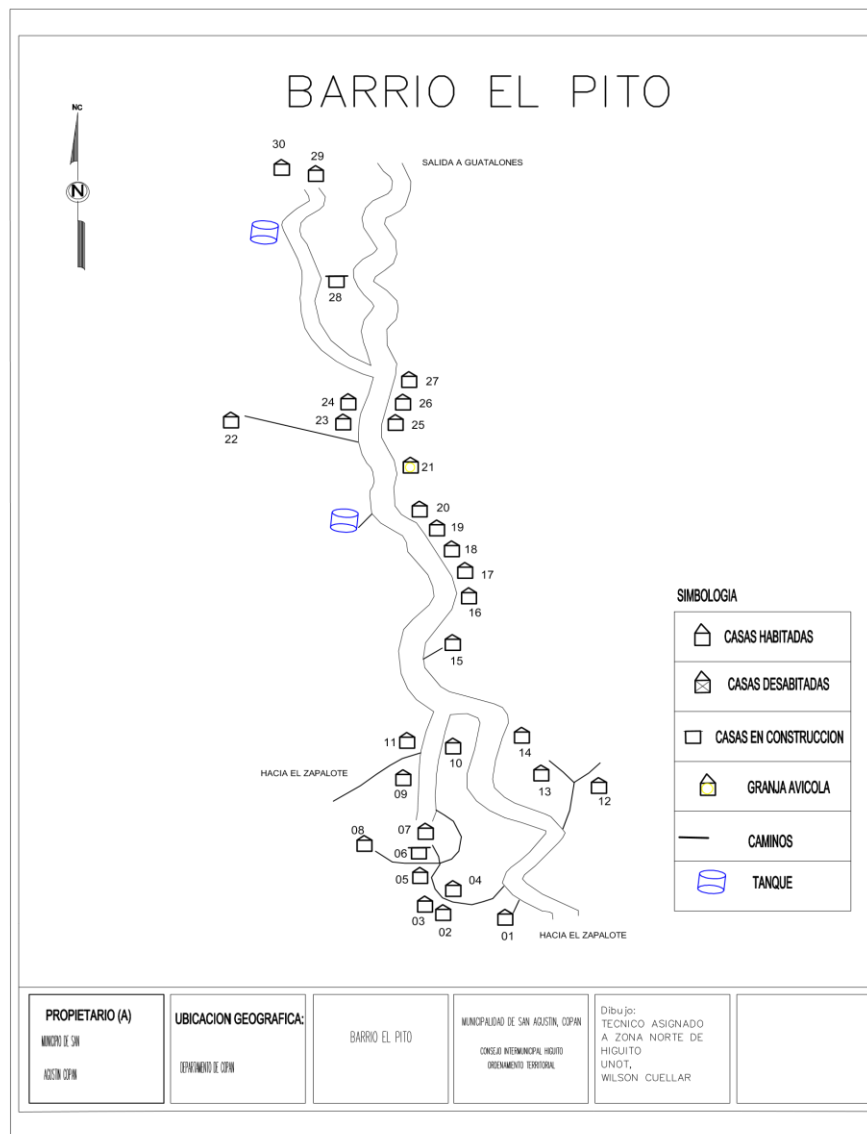 BARRIO EL PITO
NC
N
30
29
SALIDA A GUATALONES
28
27
24
26
23
25
22
21
20
19
18
17
16
15
14
11
10
HACIA EL ZAPALOTE
09
13
12
08
07
06
05
04
03
02
01
HACIA EL ZAPALOTE
SIMBOLOGIA
CASAS HABITADAS
CASAS DESABITADAS
CASAS EN CONSTRUCCION
GRANJA AVICOLA
CAMINOS
TANQUE
PROPIETARIO (A)
MUNICIPIO DE SAN
AGUSTIN COPAN
UBICACION GEOGRAFICA:
DEPARTAMENTO DE COPAN
BARRIO EL PITO
MUNICIPALIDAD DE SAN AGUSTIN, COPAN
CONSEJO INTERMUNICIPAL HIGUITO
ORDENAMIENTO TERRITORIAL
Dibujo:
TECNICO ASIGNADO
A ZONA NORTE DE
HIGUITO
UNOT,
WILSON CUELLAR